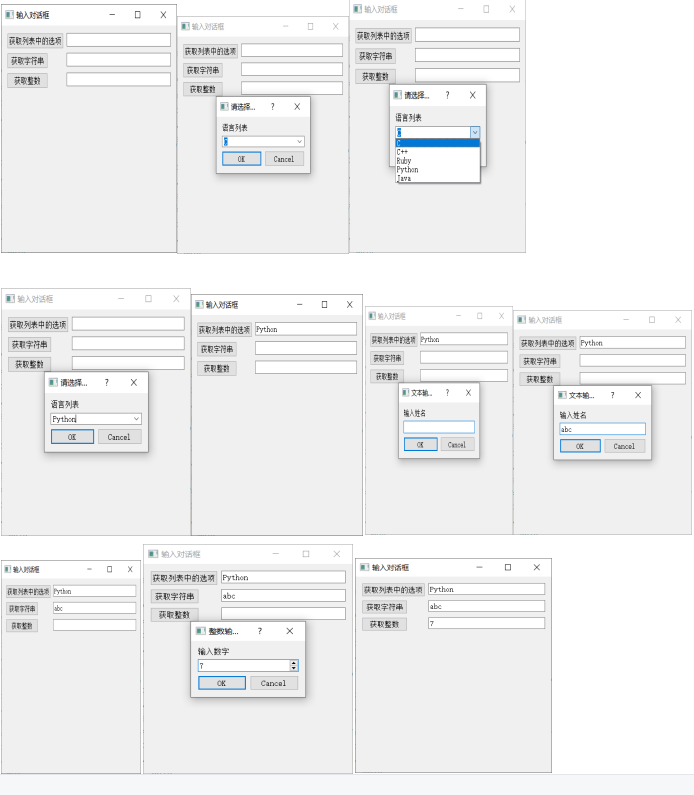 输入对话框
获取列表中的选项
获取字符串
获取整数
输入对话框
获取列表中的选项
获取字符串
获取整数
请选择... ?
语言列表
C
OK Cancel
输入对话框
获取列表中的选项
获取字符串
获取整数
请选择... ?
语言列表
C
C
C++
Ruby
Python
Java
输入对话框
获取列表中的选项
获取字符串
获取整数
请选择... ?
语言列表
Python
OK Cancel
输入对话框
获取列表中的选项 Python
获取字符串
获取整数
输入对话框
获取列表中的选项 Python
获取字符串
获取整数
文本输... ?
输入姓名
OK Cancel
输入对话框
获取列表中的选项 Python
获取字符串
获取整数
文本输... ?
输入姓名
abc
OK Cancel
输入对话框
获取列表中的选项 Python
获取字符串 abc
获取整数
输入对话框
获取列表中的选项 Python
获取字符串 abc
获取整数
整数输... ?
输入数字
7
OK Cancel
输入对话框
获取列表中的选项 Python
获取字符串 abc
获取整数 7